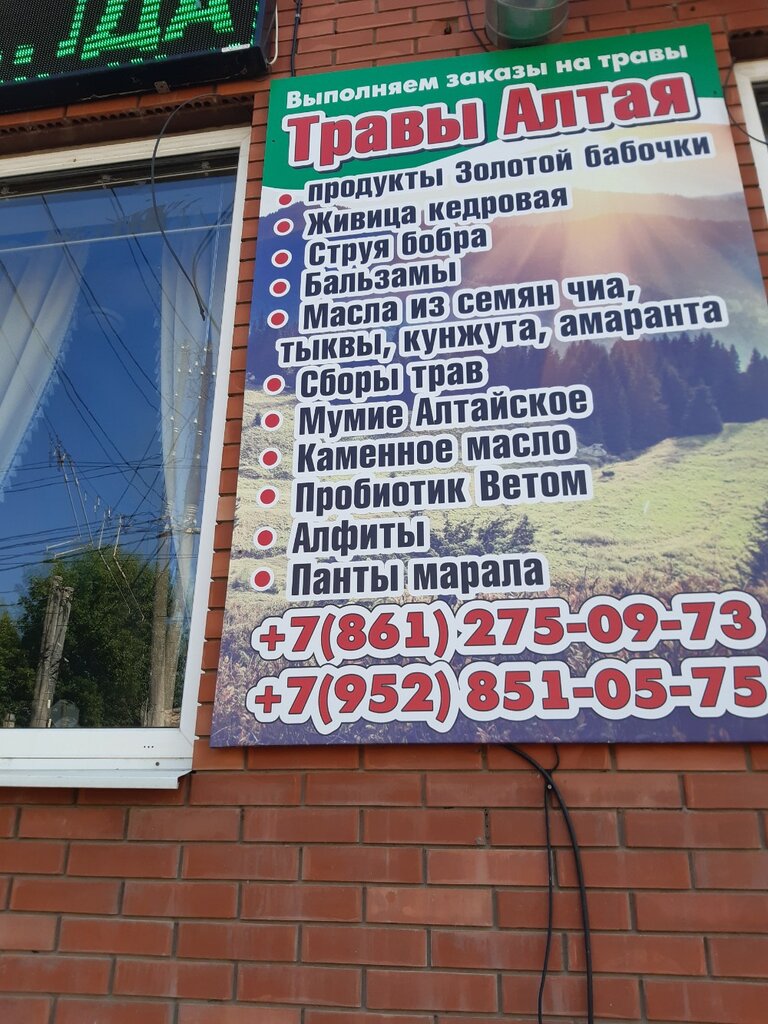 ДА
Выполняем заказы на травы
Травы Алтая
продукты Золотой бабочки
Живица кедровая
Струя бобра
Бальзамы
Масла из семян чиа,
тыквы, кунжута, амаранта
Сборы трав
Мумие Алтайское
Каменное масло
Пробиотик Ветом
Алфиты
Панты марала
+7(861) 275-09-73
+7(952) 851-05-75